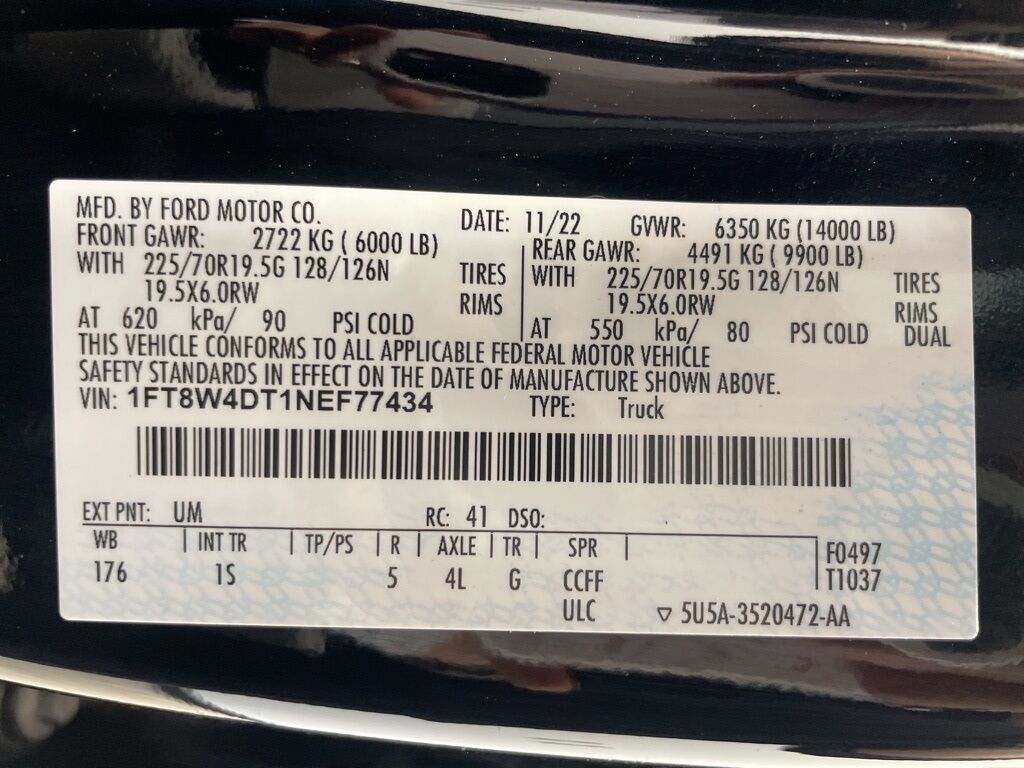 MFD. BY FORD MOTOR CO. DATE: 11/22 GVWR: 6350 KG (14000 LB)
FRONT GAWR: 2722 KG ( 6000 LB) REAR GAWR: 4491 KG ( 9900 LB)
WITH 225/70R19.5G 128/126N TIRES WITH 225/70R19.5G 128/126N TIRES
19.5X6.0RW RIMS 19.5X6.0RW RIMS
AT 620 kPa/ 90 PSI COLD AT 550 kPa/ 80 PSI COLD DUAL
THIS VEHICLE CONFORMS TO ALL APPLICABLE FEDERAL MOTOR VEHICLE
SAFETY STANDARDS IN EFFECT ON THE DATE OF MANUFACTURE SHOWN ABOVE.
VIN: 1FT8W4DT1NEF77434 TYPE: Truck
EXT PNT: UM RC: 41 DSO:
WB | INT TR | TP/PS | R | AXLE | TR | SPR | F0497
176 1S 5 4L G CCFF T1037
ULC ▽ 5U5A-3520472-AA